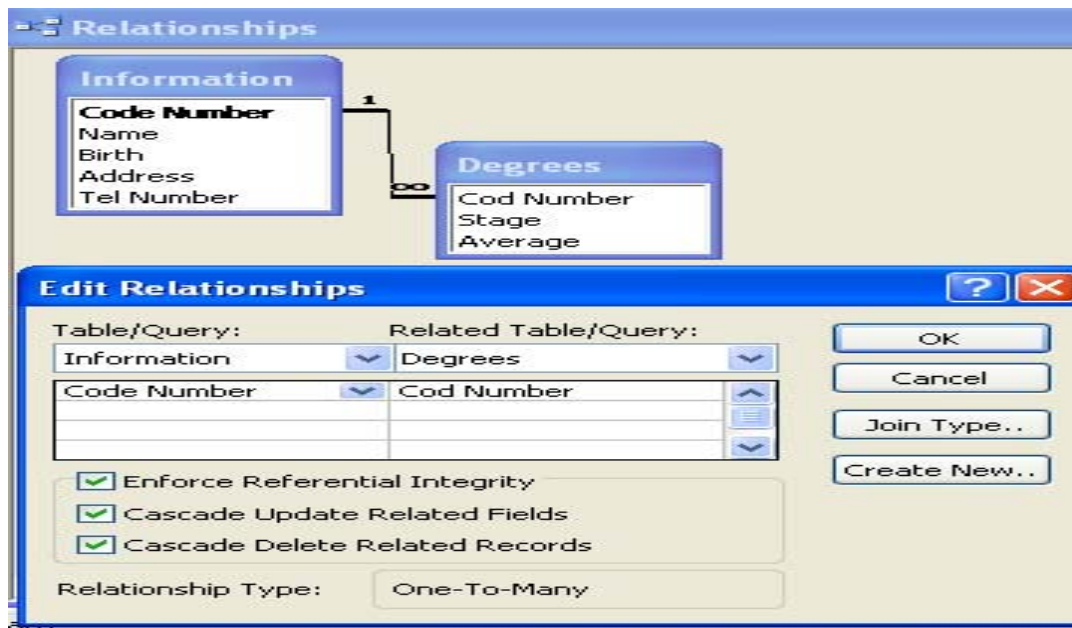 Relationships
Information
Code Number
Name
Birth
Address
Tel Number
1
∞
Degrees
Cod Number
Stage
Average
Edit Relationships
?
Table/Query: Related Table/Query:
Information Degrees
Code Number Cod Number
Enforce Referential Integrity
Cascade Update Related Fields
Cascade Delete Related Records
Relationship Type: One-To-Many
OK
Cancel
Join Type..
Create New..